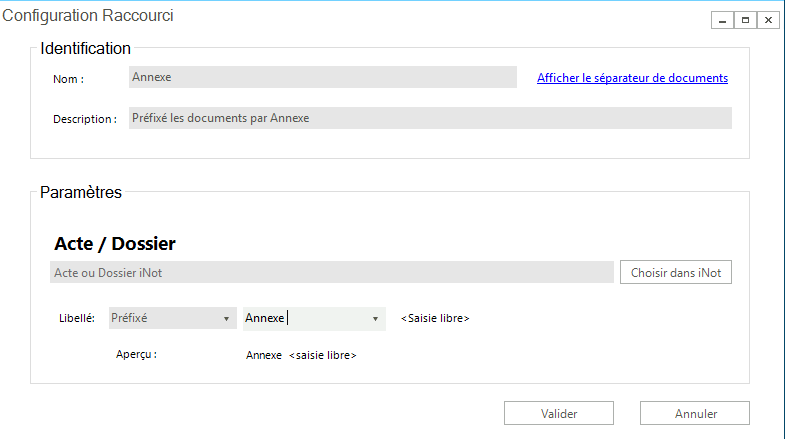 Configuration Raccourci
Identification
Nom :
Annexe
Afficher le séparateur de documents
Description :
Préfixé les documents par Annexe
Paramètres
Acte / Dossier
Acte ou Dossier iNot
Choisir dans iNot
Libellé:
Préfixé
Annexe
<Saisie libre>
Aperçu :
Annexe <saisie libre>
Valider
Annuler